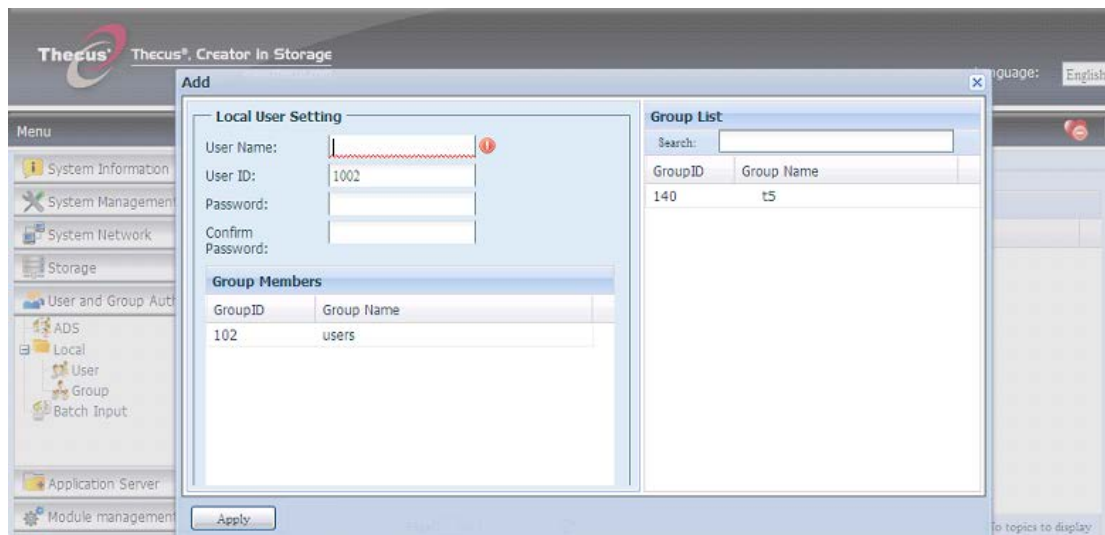 Thecus® Thecus®, Creator in Storage
nguage: English
Add
Menu
System Information
System Management
System Network
Storage
User and Group Auth
ADS
Local
User
Group
Batch Input
Application Server
Module management
Local User Setting
User Name:
User ID: 1002
Password:
Confirm Password:
Group Members
GroupID Group Name
102 users
Group List
Search:
GroupID Group Name
140 t5
Apply
o topics to display